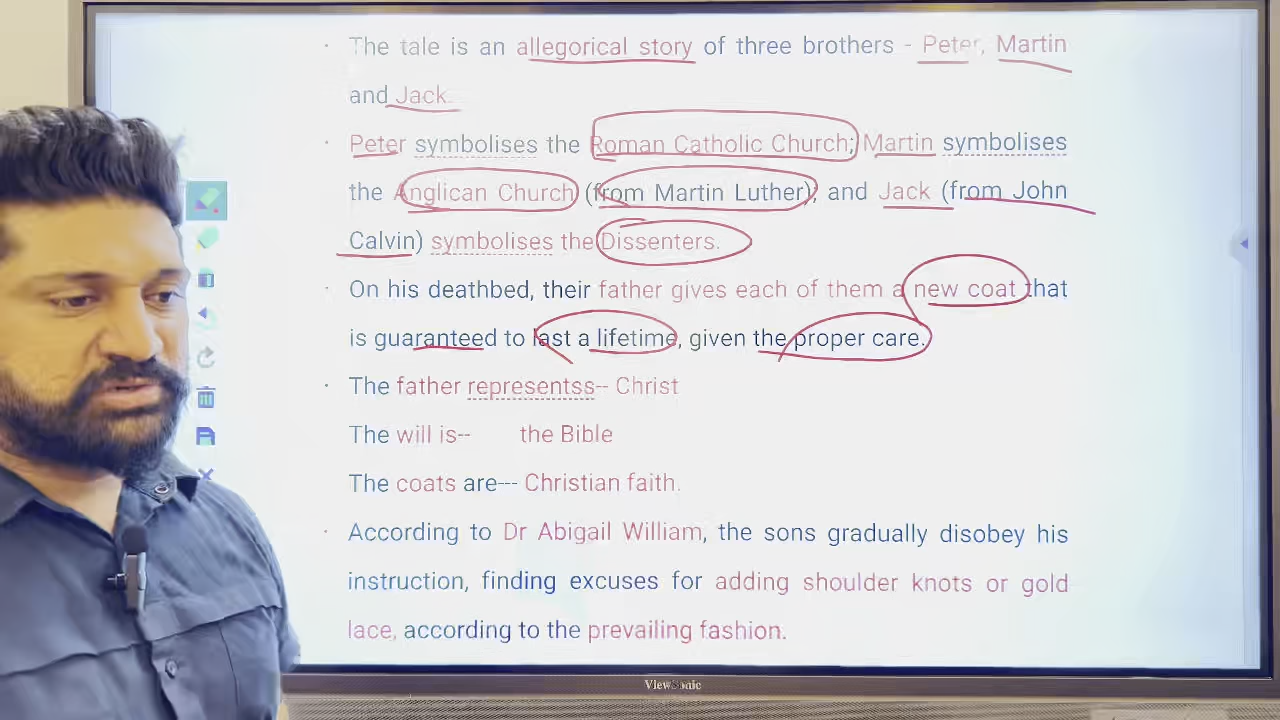 · The tale is an allegorical story of three brothers - Peter, Martin
and Jack.
· Peter symbolises the Roman Catholic Church; Martin symbolises
the Anglican Church (from Martin Luther), and Jack (from John
Calvin) symbolises the Dissenters.
· On his deathbed, their father gives each of them a new coat that
is guaranteed to last a lifetime, given the proper care.
· The father representss-- Christ
The will is-- the Bible
The coats are--- Christian faith.
· According to Dr Abigail William, the sons gradually disobey his
instruction, finding excuses for adding shoulder knots or gold
lace, according to the prevailing fashion.
ViewSonic